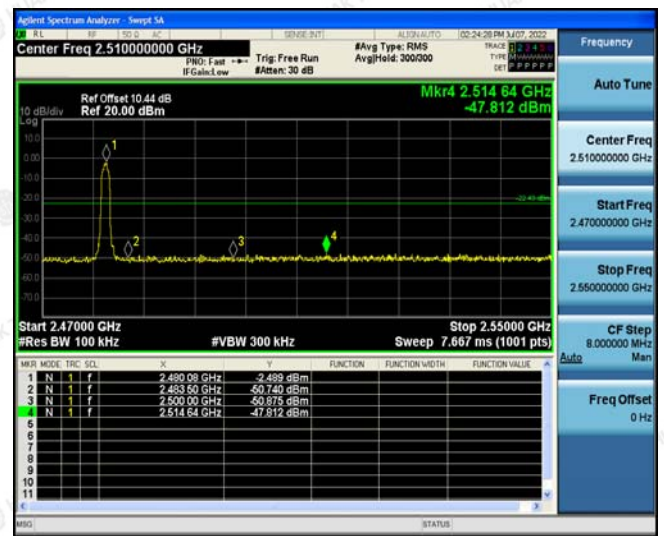 Agilent Spectrum Analyzer - Swept SA
RL RF 50 Ω AC SENSE:INT ALIGN AUTO 02:24:28 PM Jul 07, 2022
Center Freq 2.510000000 GHz
PNO: Fast Trig: Free Run #Avg Type: RMS TRACE 1 2 3 4 5 6
IFGain:Low #Atten: 30 dB Avg|Hold: 300/300 TYPE M
DET P P P P P P
Mkr4 2.514 64 GHz
-47.812 dBm
Ref Offset 10.44 dB
10 dB/div Ref 20.00 dBm
Log
10.0
0.00
-10.0
-20.0
-22.49 dBm
-30.0
-40.0
-50.0
-60.0
-70.0
1
2
3
4
Start 2.47000 GHz Stop 2.55000 GHz
#Res BW 100 kHz #VBW 300 kHz Sweep 7.667 ms (1001 pts)
MKR MODE TRC SCL X Y FUNCTION FUNCTION WIDTH FUNCTION VALUE
1 N 1 f 2.480 08 GHz -2.489 dBm
2 N 1 f 2.483 50 GHz -50.740 dBm
3 N 1 f 2.500 00 GHz -50.875 dBm
4 N 1 f 2.514 64 GHz -47.812 dBm
5
6
7
8
9
10
11
MSG STATUS
Frequency
Auto Tune
Center Freq
2.510000000 GHz
Start Freq
2.470000000 GHz
Stop Freq
2.550000000 GHz
CF Step
8.000000 MHz
Auto Man
Freq Offset
0 Hz